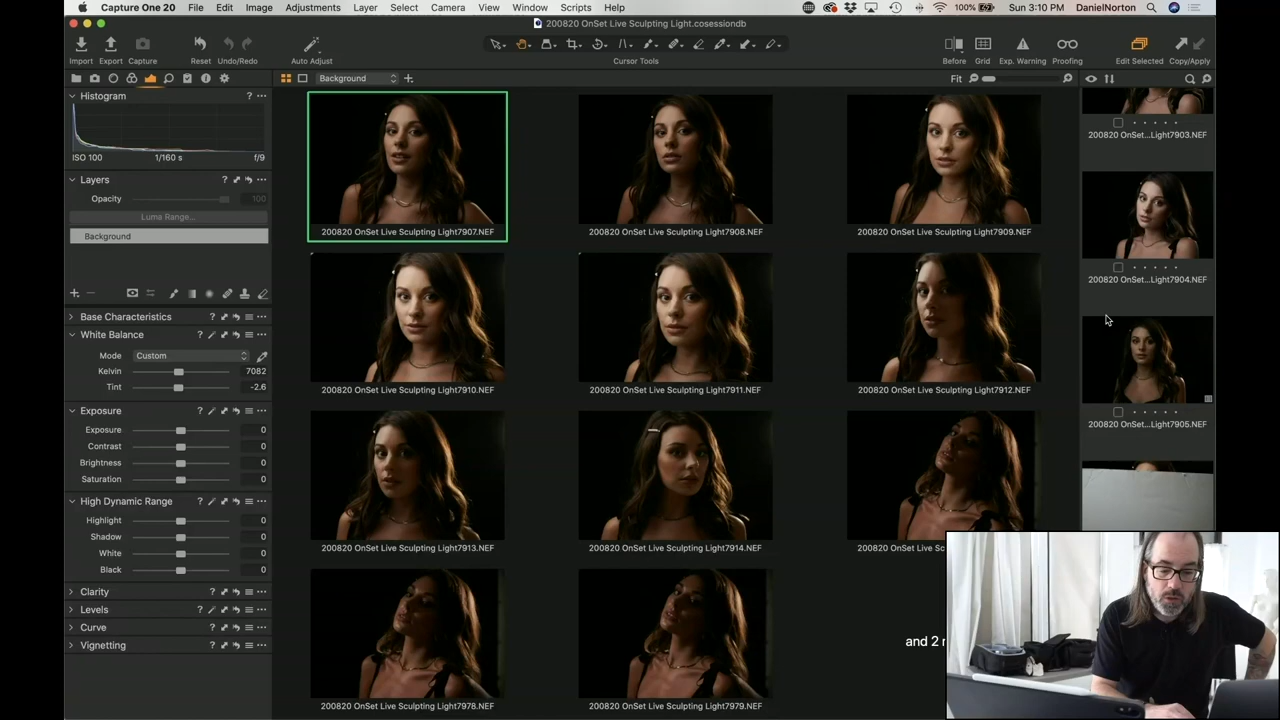 Capture One 20 File Edit Image Adjustments Layer Select Camera View Window Scripts Help 100% Sun 3:10 PM DanielNorton
200820 OnSet Live Sculpting Light.cosessiondb
Import Export Capture Reset Undo/Redo Auto Adjust Cursor Tools Before Grid Exp. Warning Proofing Edit Selected Copy/Apply
Background Fit
Histogram ? ...
ISO 100 1/160 s f/9
Layers ? ...
Opacity 100
Luma Range...
Background
Base Characteristics ? ...
White Balance ? ...
Mode Custom
Kelvin 7082
Tint -2.6
Exposure ? ...
Exposure 0
Contrast 0
Brightness 0
Saturation 0
High Dynamic Range ? ...
Highlight 0
Shadow 0
White 0
Black 0
Clarity ? ...
Levels ? ...
Curve ? ...
Vignetting ? ...
200820 OnSet Live Sculpting Light7907.NEF
200820 OnSet Live Sculpting Light7908.NEF
200820 OnSet Live Sculpting Light7909.NEF
200820 OnSet Live Sculpting Light7910.NEF
200820 OnSet Live Sculpting Light7911.NEF
200820 OnSet Live Sculpting Light7912.NEF
200820 OnSet Live Sculpting Light7913.NEF
200820 OnSet Live Sculpting Light7914.NEF
200820 OnSet Live Sculpting
200820 OnSet Live Sculpting Light7978.NEF
200820 OnSet Live Sculpting Light7979.NEF
and 2
200820 OnSet...Light7903.NEF
200820 OnSet...Light7904.NEF
200820 OnSet...Light7905.NEF